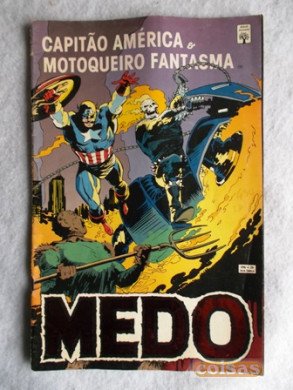 CAPITÃO AMÉRICA &
MOTOQUEIRO FANTASMA
MEDO
coisas